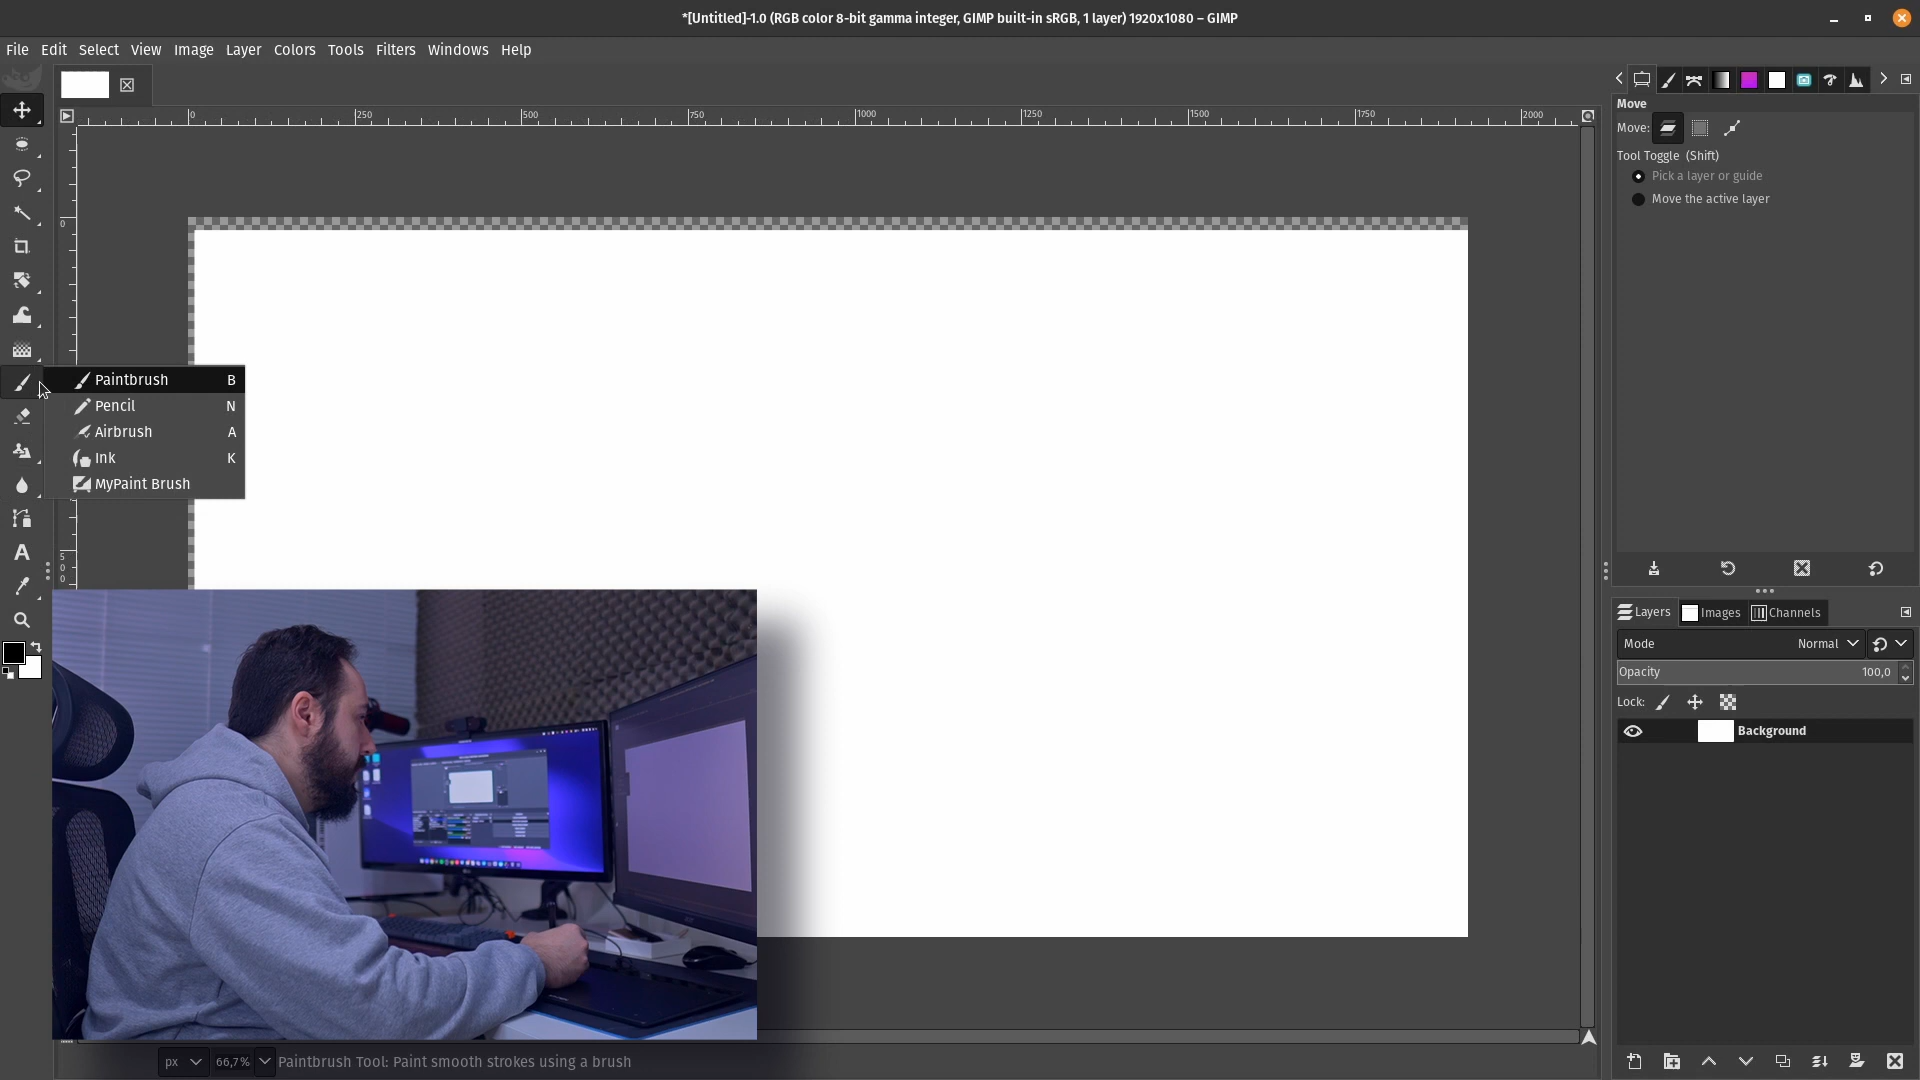 *[Untitled]-1.0 (RGB color 8-bit gamma integer, GIMP built-in sRGB, 1 layer) 1920x1080 – GIMP
File Edit Select View Image Layer Colors Tools Filters Windows Help
0 250 500 750 1000 1250 1500 1750 2000
Move
Move:
Tool Toggle (Shift)
Pick a layer or guide
Move the active layer
0
Paintbrush B
Pencil N
Airbrush A
Ink K
MyPaint Brush
500
Layers Images Channels
Mode Normal
Opacity 100,0
Lock:
Background
px 66,7% Paintbrush Tool: Paint smooth strokes using a brush